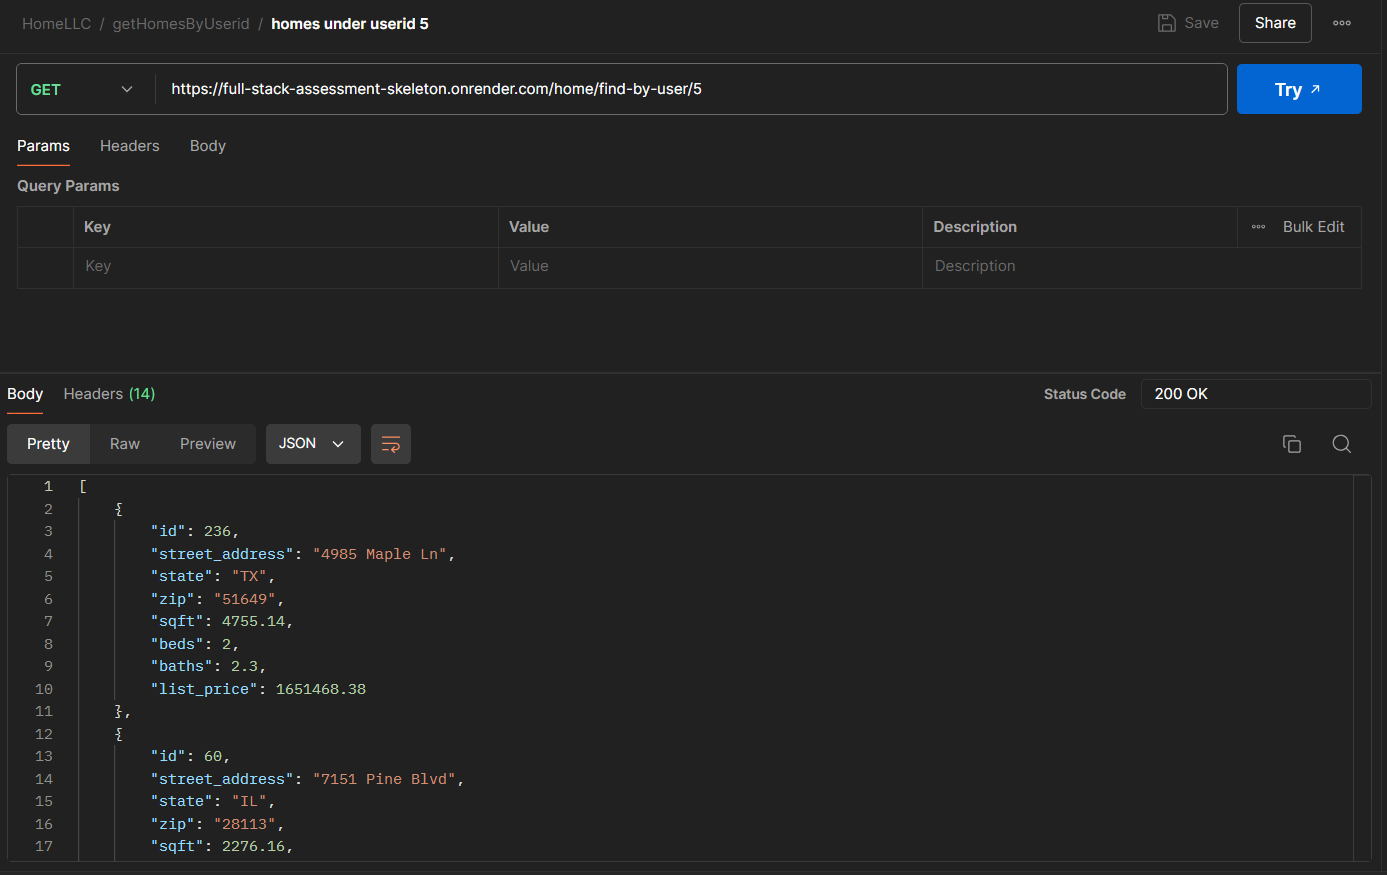 HomeLLC / getHomesByUserid / homes under userid 5
Save
Share
GET
https://full-stack-assessment-skeleton.onrender.com/home/find-by-user/5
Try
Params Headers Body
Query Params
Key Value Description Bulk Edit
Key Value Description
Body Headers (14)
Status Code 200 OK
Pretty Raw Preview JSON
1 [
2 {
3 "id": 236,
4 "street_address": "4985 Maple Ln",
5 "state": "TX",
6 "zip": "51649",
7 "sqft": 4755.14,
8 "beds": 2,
9 "baths": 2.3,
10 "list_price": 1651468.38
11 },
12 {
13 "id": 60,
14 "street_address": "7151 Pine Blvd",
15 "state": "IL",
16 "zip": "28113",
17 "sqft": 2276.16,